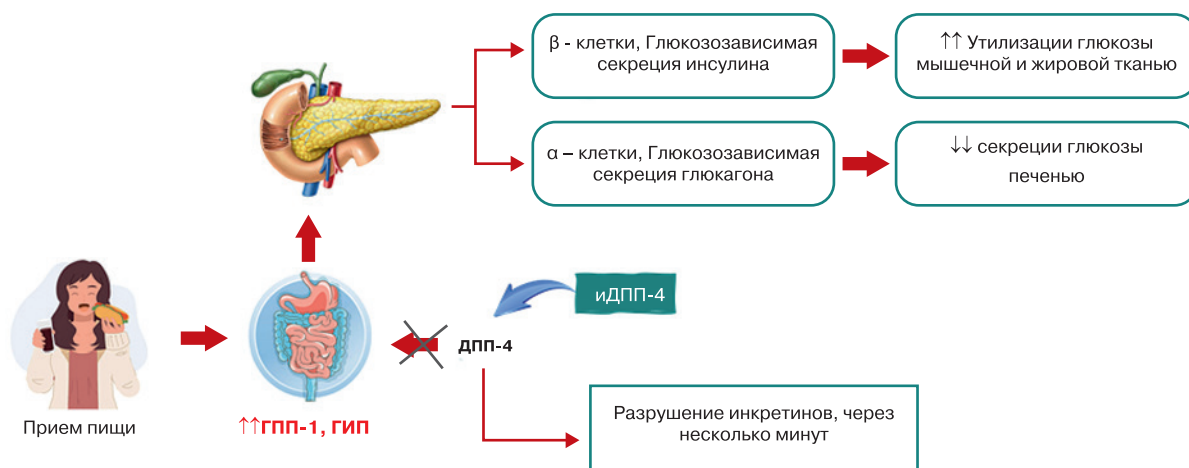 β - клетки, Глюкозозависимая
секреция инсулина
↑↑ Утилизации глюкозы
мышечной и жировой тканью
α – клетки, Глюкозозависимая
секреция глюкагона
↓↓ секреции глюкозы
печенью
иДПП-4
ДПП-4
Прием пищи
↑↑ГПП-1, ГИП
Разрушение инкретинов, через
несколько минут